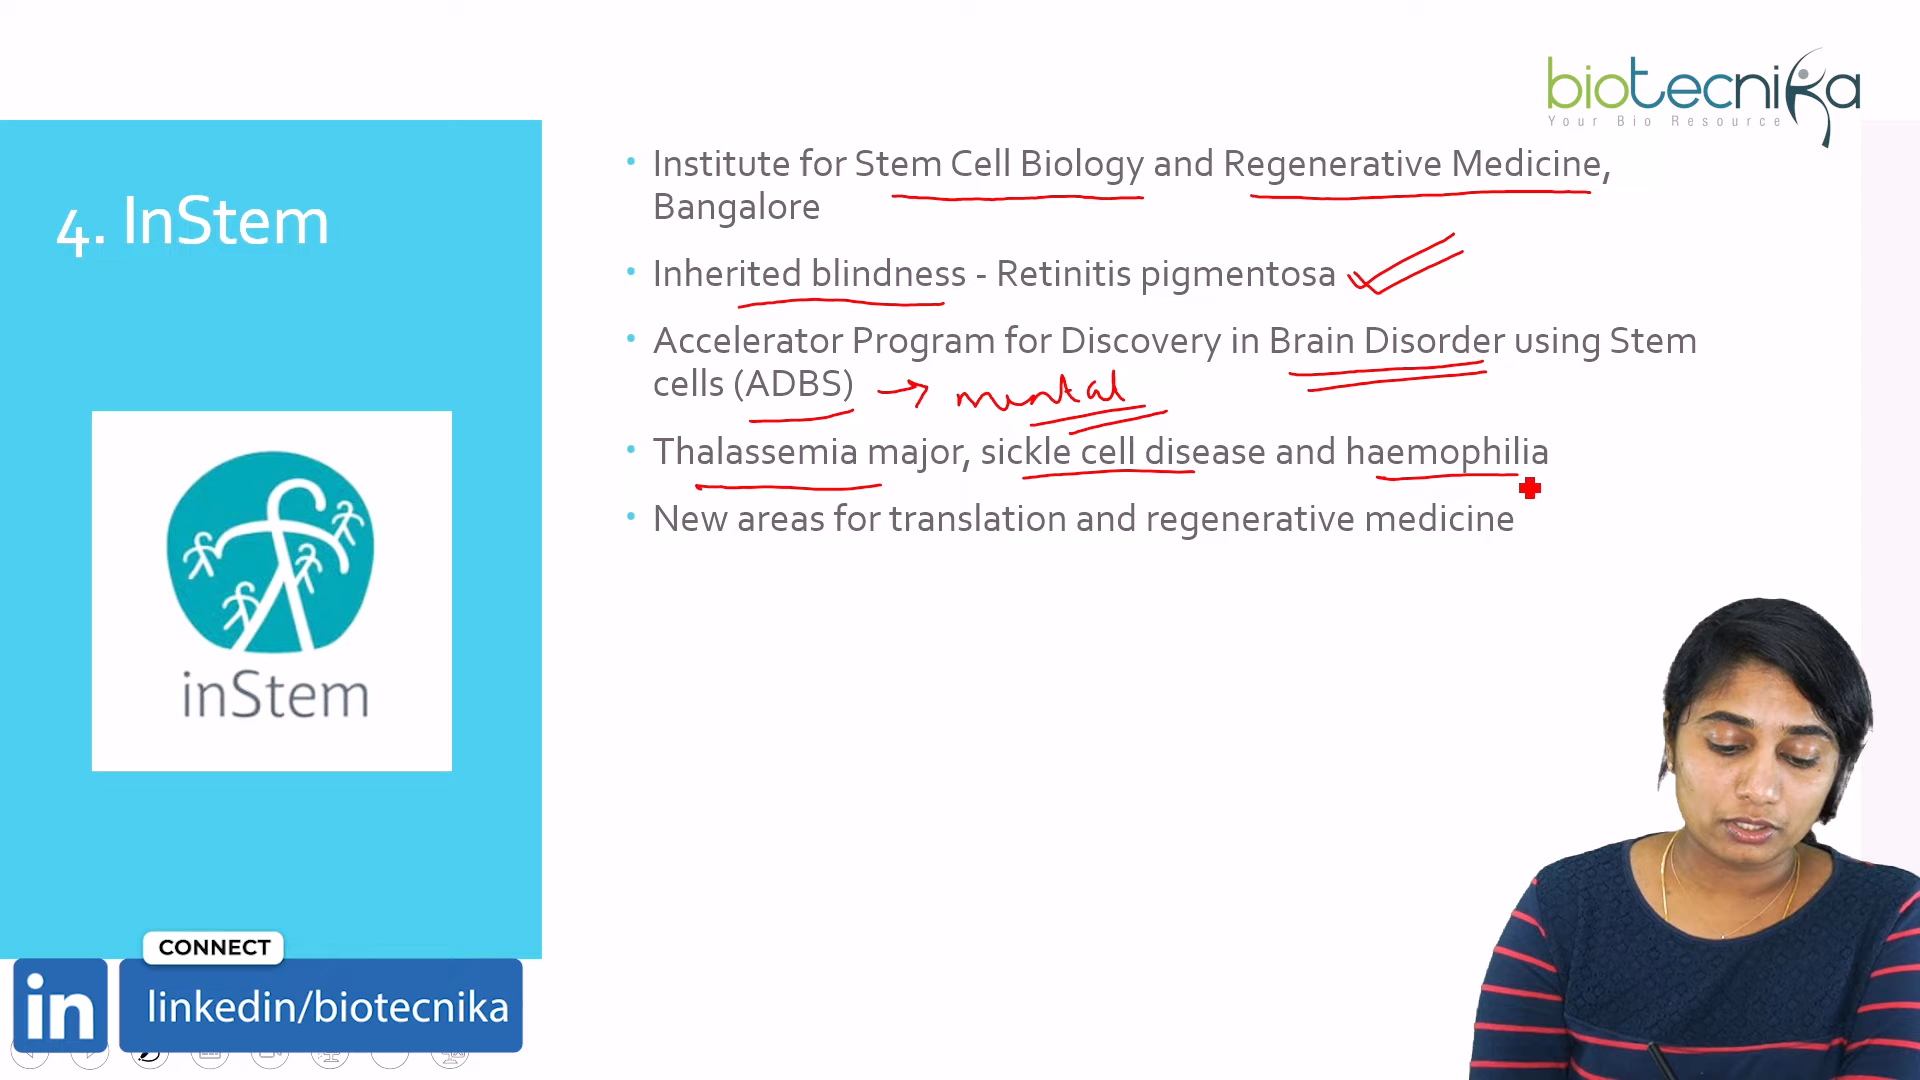 biotecnika
Your Bio Resource
4. InStem
• Institute for Stem Cell Biology and Regenerative Medicine,
Bangalore
• Inherited blindness - Retinitis pigmentosa
• Accelerator Program for Discovery in Brain Disorder using Stem
cells (ADBS) → mental
• Thalassemia major, sickle cell disease and haemophilia
• New areas for translation and regenerative medicine
inStem
CONNECT
in linkedin/biotecnika